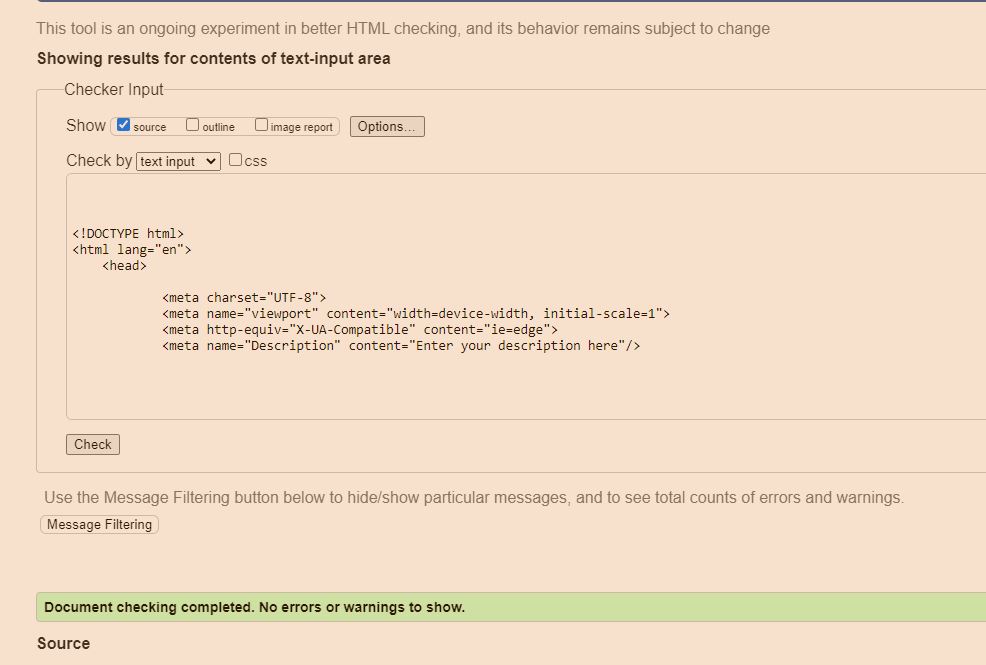 This tool is an ongoing experiment in better HTML checking, and its behavior remains subject to change
Showing results for contents of text-input area
Checker Input
Show source outline image report Options...
Check by text input css
<!DOCTYPE html>
<html lang="en">
<head>
<meta charset="UTF-8">
<meta name="viewport" content="width=device-width, initial-scale=1">
<meta http-equiv="X-UA-Compatible" content="ie=edge">
<meta name="Description" content="Enter your description here"/>
Check
Use the Message Filtering button below to hide/show particular messages, and to see total counts of errors and warnings.
Message Filtering
Document checking completed. No errors or warnings to show.
Source